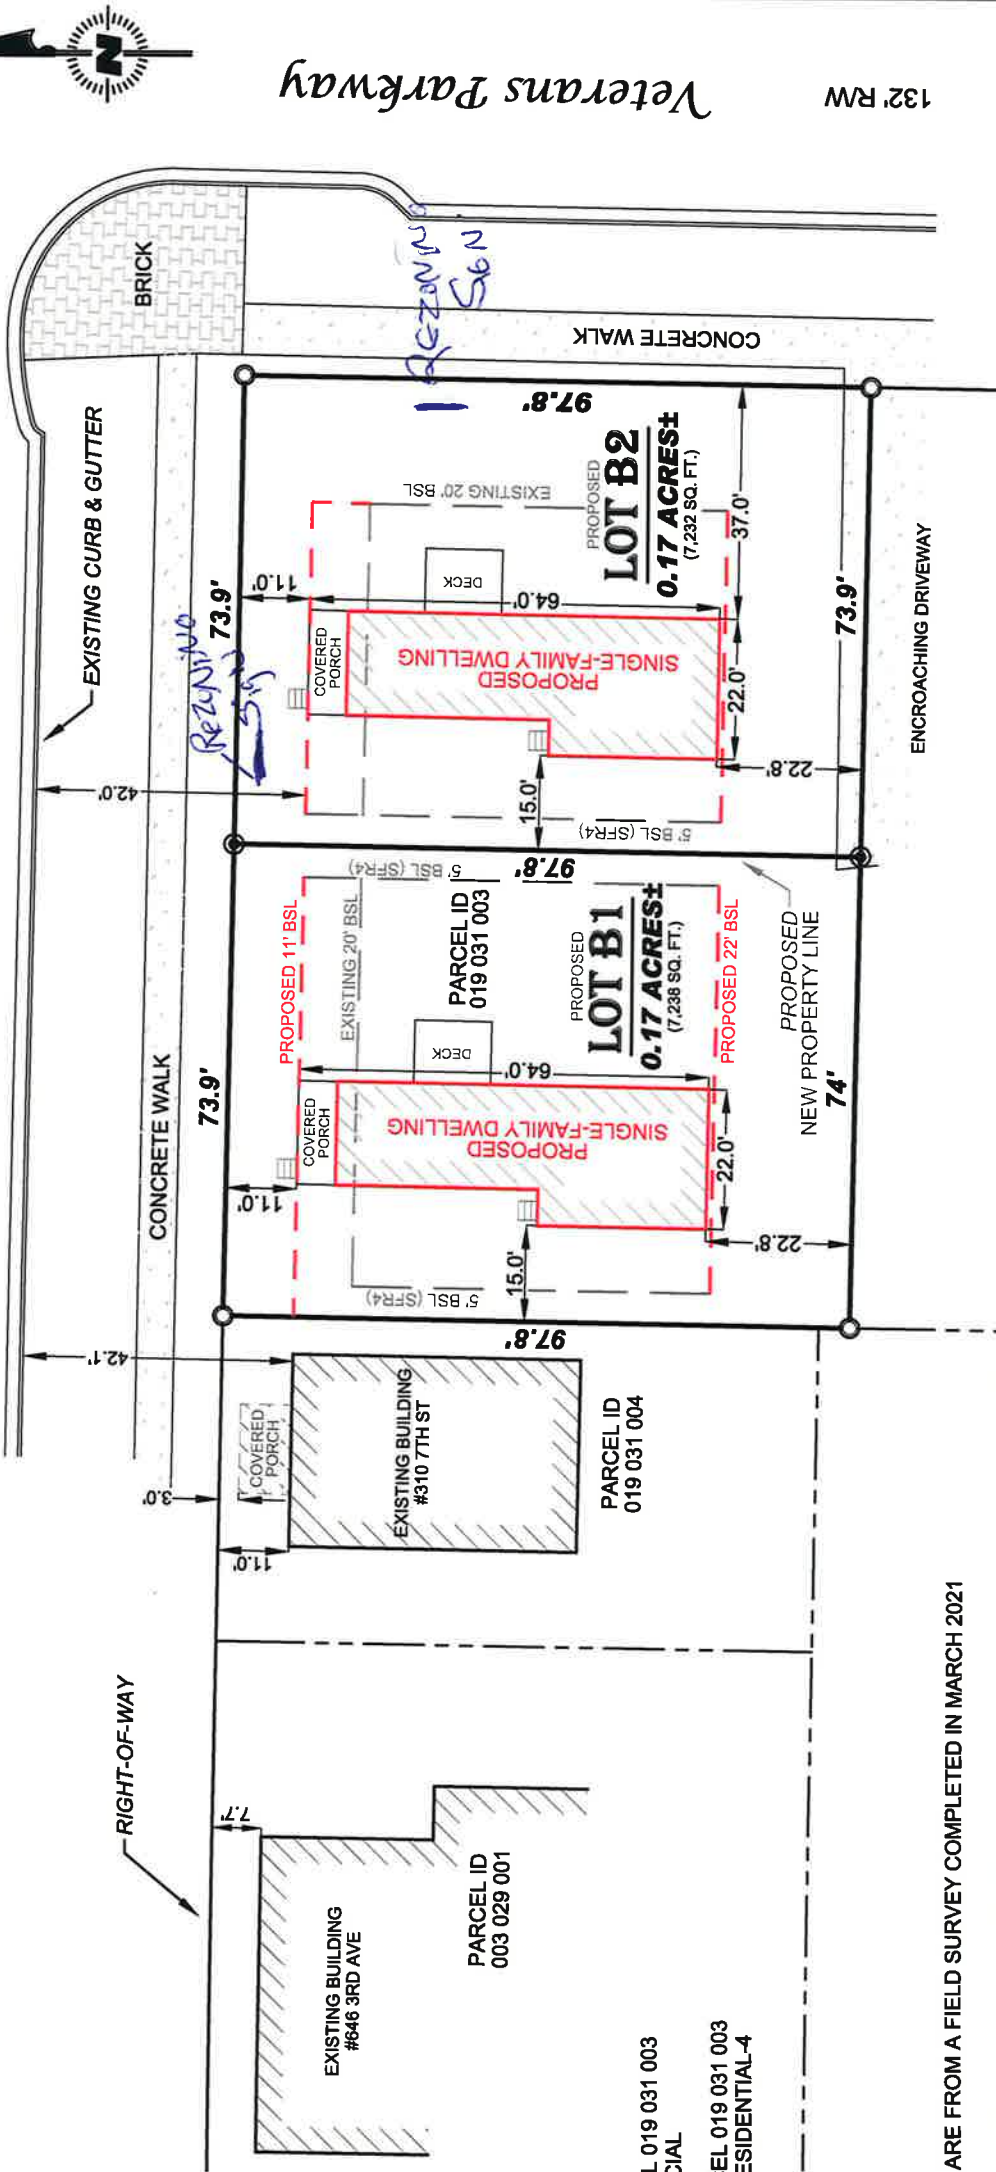 N
Veterans Parkway
132' R/W
BRICK
EXISTING CURB & GUTTER
CONCRETE WALK
REZONING
SIGN
CONCRETE WALK
REZONING
SIGN
73.9'
73.9'
97.8'
97.8'
97.8'
73.9'
74'
42.0'
42.1'
3.0'
11.0'
EXISTING 20' BSL
11.0'
COVERED
PORCH
DECK
64.0'
PROPOSED
SINGLE-FAMILY DWELLING
PROPOSED
LOT B2
0.17 ACRES±
(7,232 SQ. FT.)
37.0'
22.0'
22.8'
15.0'
5' BSL (SFR4)
ENCROACHING DRIVEWAY
5' BSL (SFR4)
PROPOSED 11' BSL
EXISTING 20' BSL
PARCEL ID
019 031 003
DECK
64.0'
PROPOSED
LOT B1
0.17 ACRES±
(7,238 SQ. FT.)
PROPOSED 22' BSL
PROPOSED
NEW PROPERTY LINE
COVERED
PORCH
11.0'
PROPOSED
SINGLE-FAMILY DWELLING
22.0'
22.8'
15.0'
5' BSL (SFR4)
COVERED
PORCH
EXISTING BUILDING
#310 7TH ST
PARCEL ID
019 031 004
RIGHT-OF-WAY
7.7'
EXISTING BUILDING
#646 3RD AVE
PARCEL ID
003 029 001
L 019 031 003
CIAL
EL 019 031 003
ESIDENTIAL-4
ARE FROM A FIELD SURVEY COMPLETED IN MARCH 2021